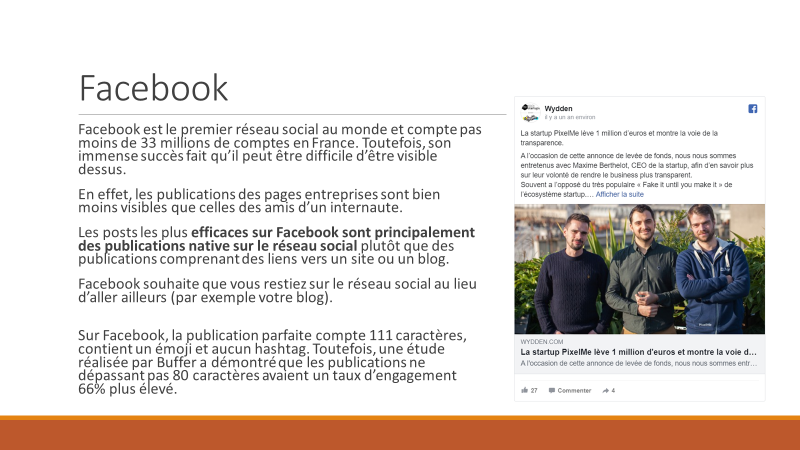 Facebook
Facebook est le premier réseau social au monde et compte pas
moins de 33 millions de comptes en France. Toutefois, son
immense succès fait qu’il peut être difficile d’être visible
dessus.
En effet, les publications des pages entreprises sont bien
moins visibles que celles des amis d’un internaute.
Les posts les plus efficaces sur Facebook sont principalement
des publications native sur le réseau social plutôt que des
publications comprenant des liens vers un site ou un blog.
Facebook souhaite que vous restiez sur le réseau social au lieu
d’aller ailleurs (par exemple votre blog).
Sur Facebook, la publication parfaite compte 111 caractères,
contient un émoji et aucun hashtag. Toutefois, une étude
réalisée par Buffer a démontré que les publications ne
dépassant pas 80 caractères avaient un taux d’engagement
66% plus élevé.
Wydden
il y a un an environ
La startup PixelMe lève 1 million d'euros et montre la voie de la
transparence.
A l'occasion de cette annonce de levée de fonds, nous nous sommes
entretenus avec Maxime Berthelot, CEO de la startup, afin d'en savoir plus
sur leur volonté de rendre le business plus transparent.
Souvent a l'opposé du très populaire « Fake it until you make it » de
l'écosystème startup.... Afficher la suite
WYDDEN.COM
La startup PixelMe lève 1 million d'euros et montre la voie d...
A l'occasion de cette annonce de levée de fonds, nous nous sommes entr...
27 Commenter 4